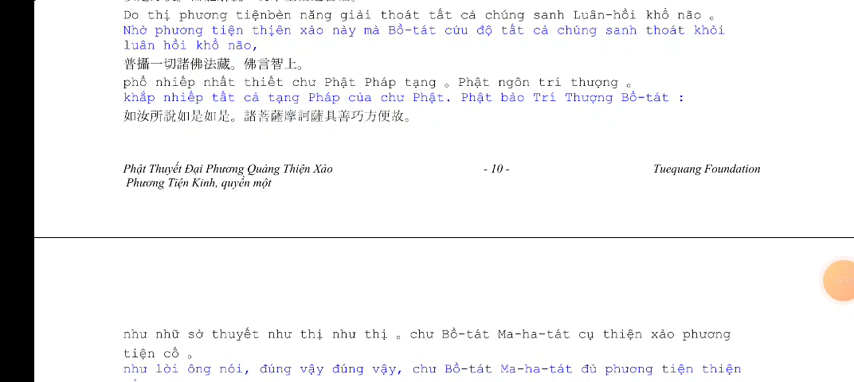 Do thị phương tiệnbèn năng giải thoát tất cả chúng sanh Luân-hồi khổ não 。
Nhờ phương tiện thiện xảo này mà Bồ-tát cứu độ tất cả chúng sanh thoát khỏi
luân hồi khổ não,
普攝一切諸佛法藏。佛言智上。
phổ nhiếp nhất thiết chư Phật Pháp tạng 。Phật ngôn trí thượng 。
khắp nhiếp tất cả tạng Pháp của chư Phật. Phật bảo Trí Thượng Bồ-tát :
如汝所說如是如是。諸菩薩摩訶薩具善巧方便故。
Phật Thuyết Đại Phương Quảng Thiện Xảo - 10 - Tuequang Foundation
Phương Tiện Kinh, quyển một
như nhữ sở thuyết như thị như thị 。chư Bồ-tát Ma-ha-tát cụ thiện xảo phương
tiện cố 。
như lời ông nói, đúng vậy đúng vậy, chư Bồ-tát Ma-ha-tát đủ phương tiện thiện